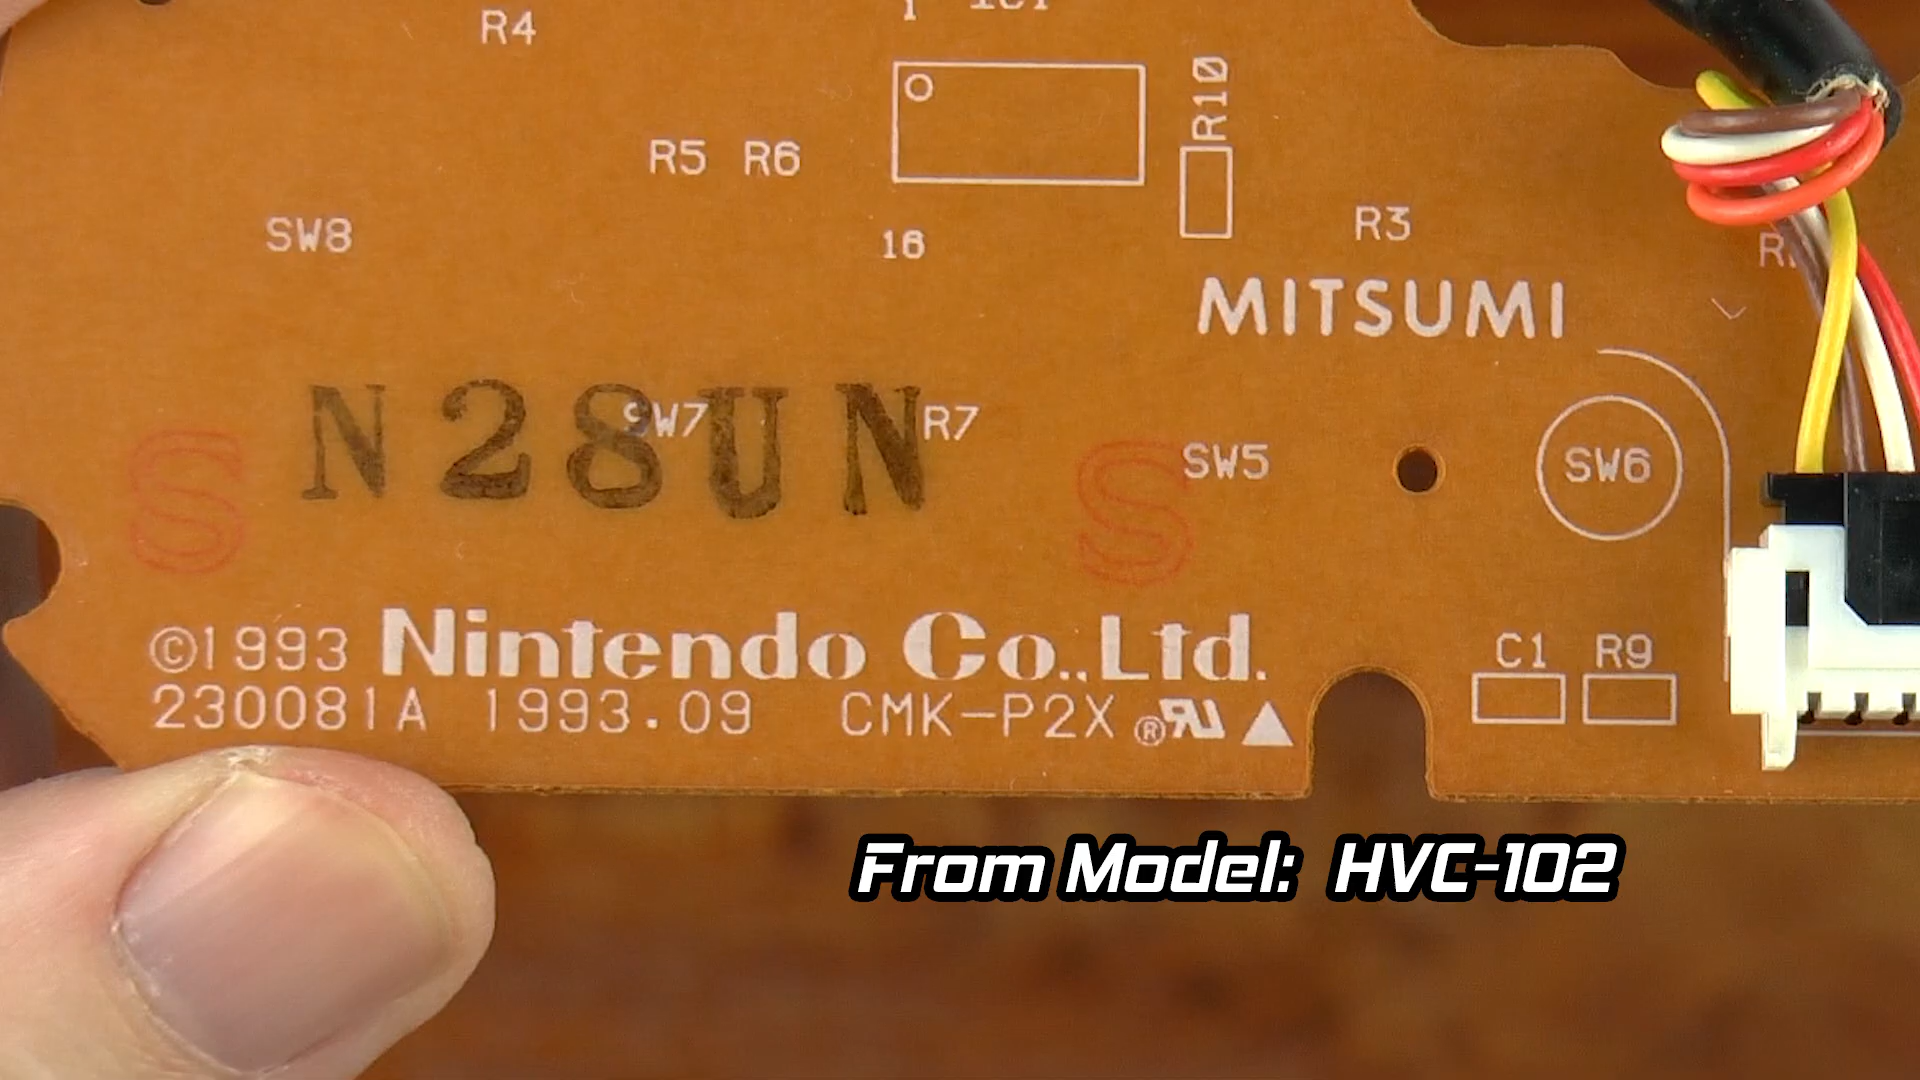 R4
1
R10
R5 R6
R3
SW8
16
MITSUMI
N28UN
SW7
R7
S
S
SW5
SW6
©1993 Nintendo Co.,Ltd.
C1 R9
230081A 1993.09 CMK-P2X ®
From Model: HVC-102